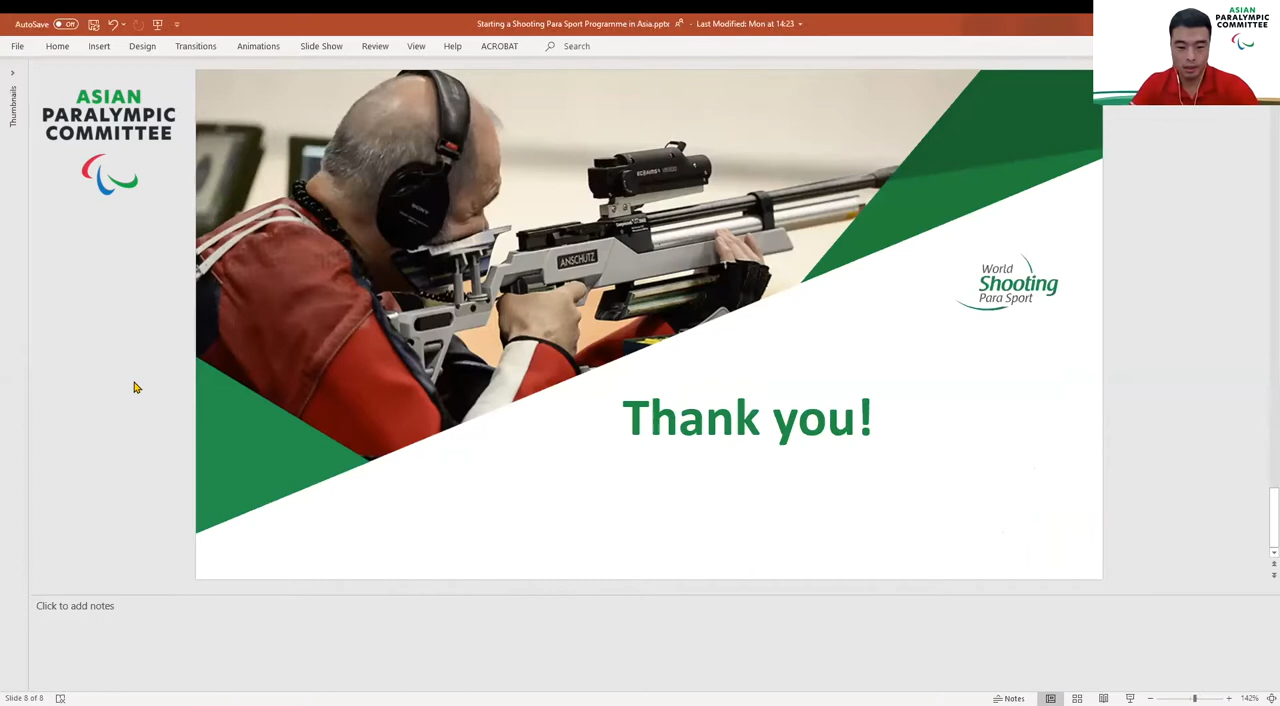 AutoSave Off
Starting a Shooting Para Sport Programme in Asia.pptx - Last Modified: Mon at 14:23
File Home Insert Design Transitions Animations Slide Show Review View Help ACROBAT Search
Thumbnails
ASIAN
PARALYMPIC
COMMITTEE
ASIAN
PARALYMPIC
COMMITTEE
ANSCHÜTZ
World
Shooting
Para Sport
Thank you!
Click to add notes
Slide 8 of 8
Notes
142%